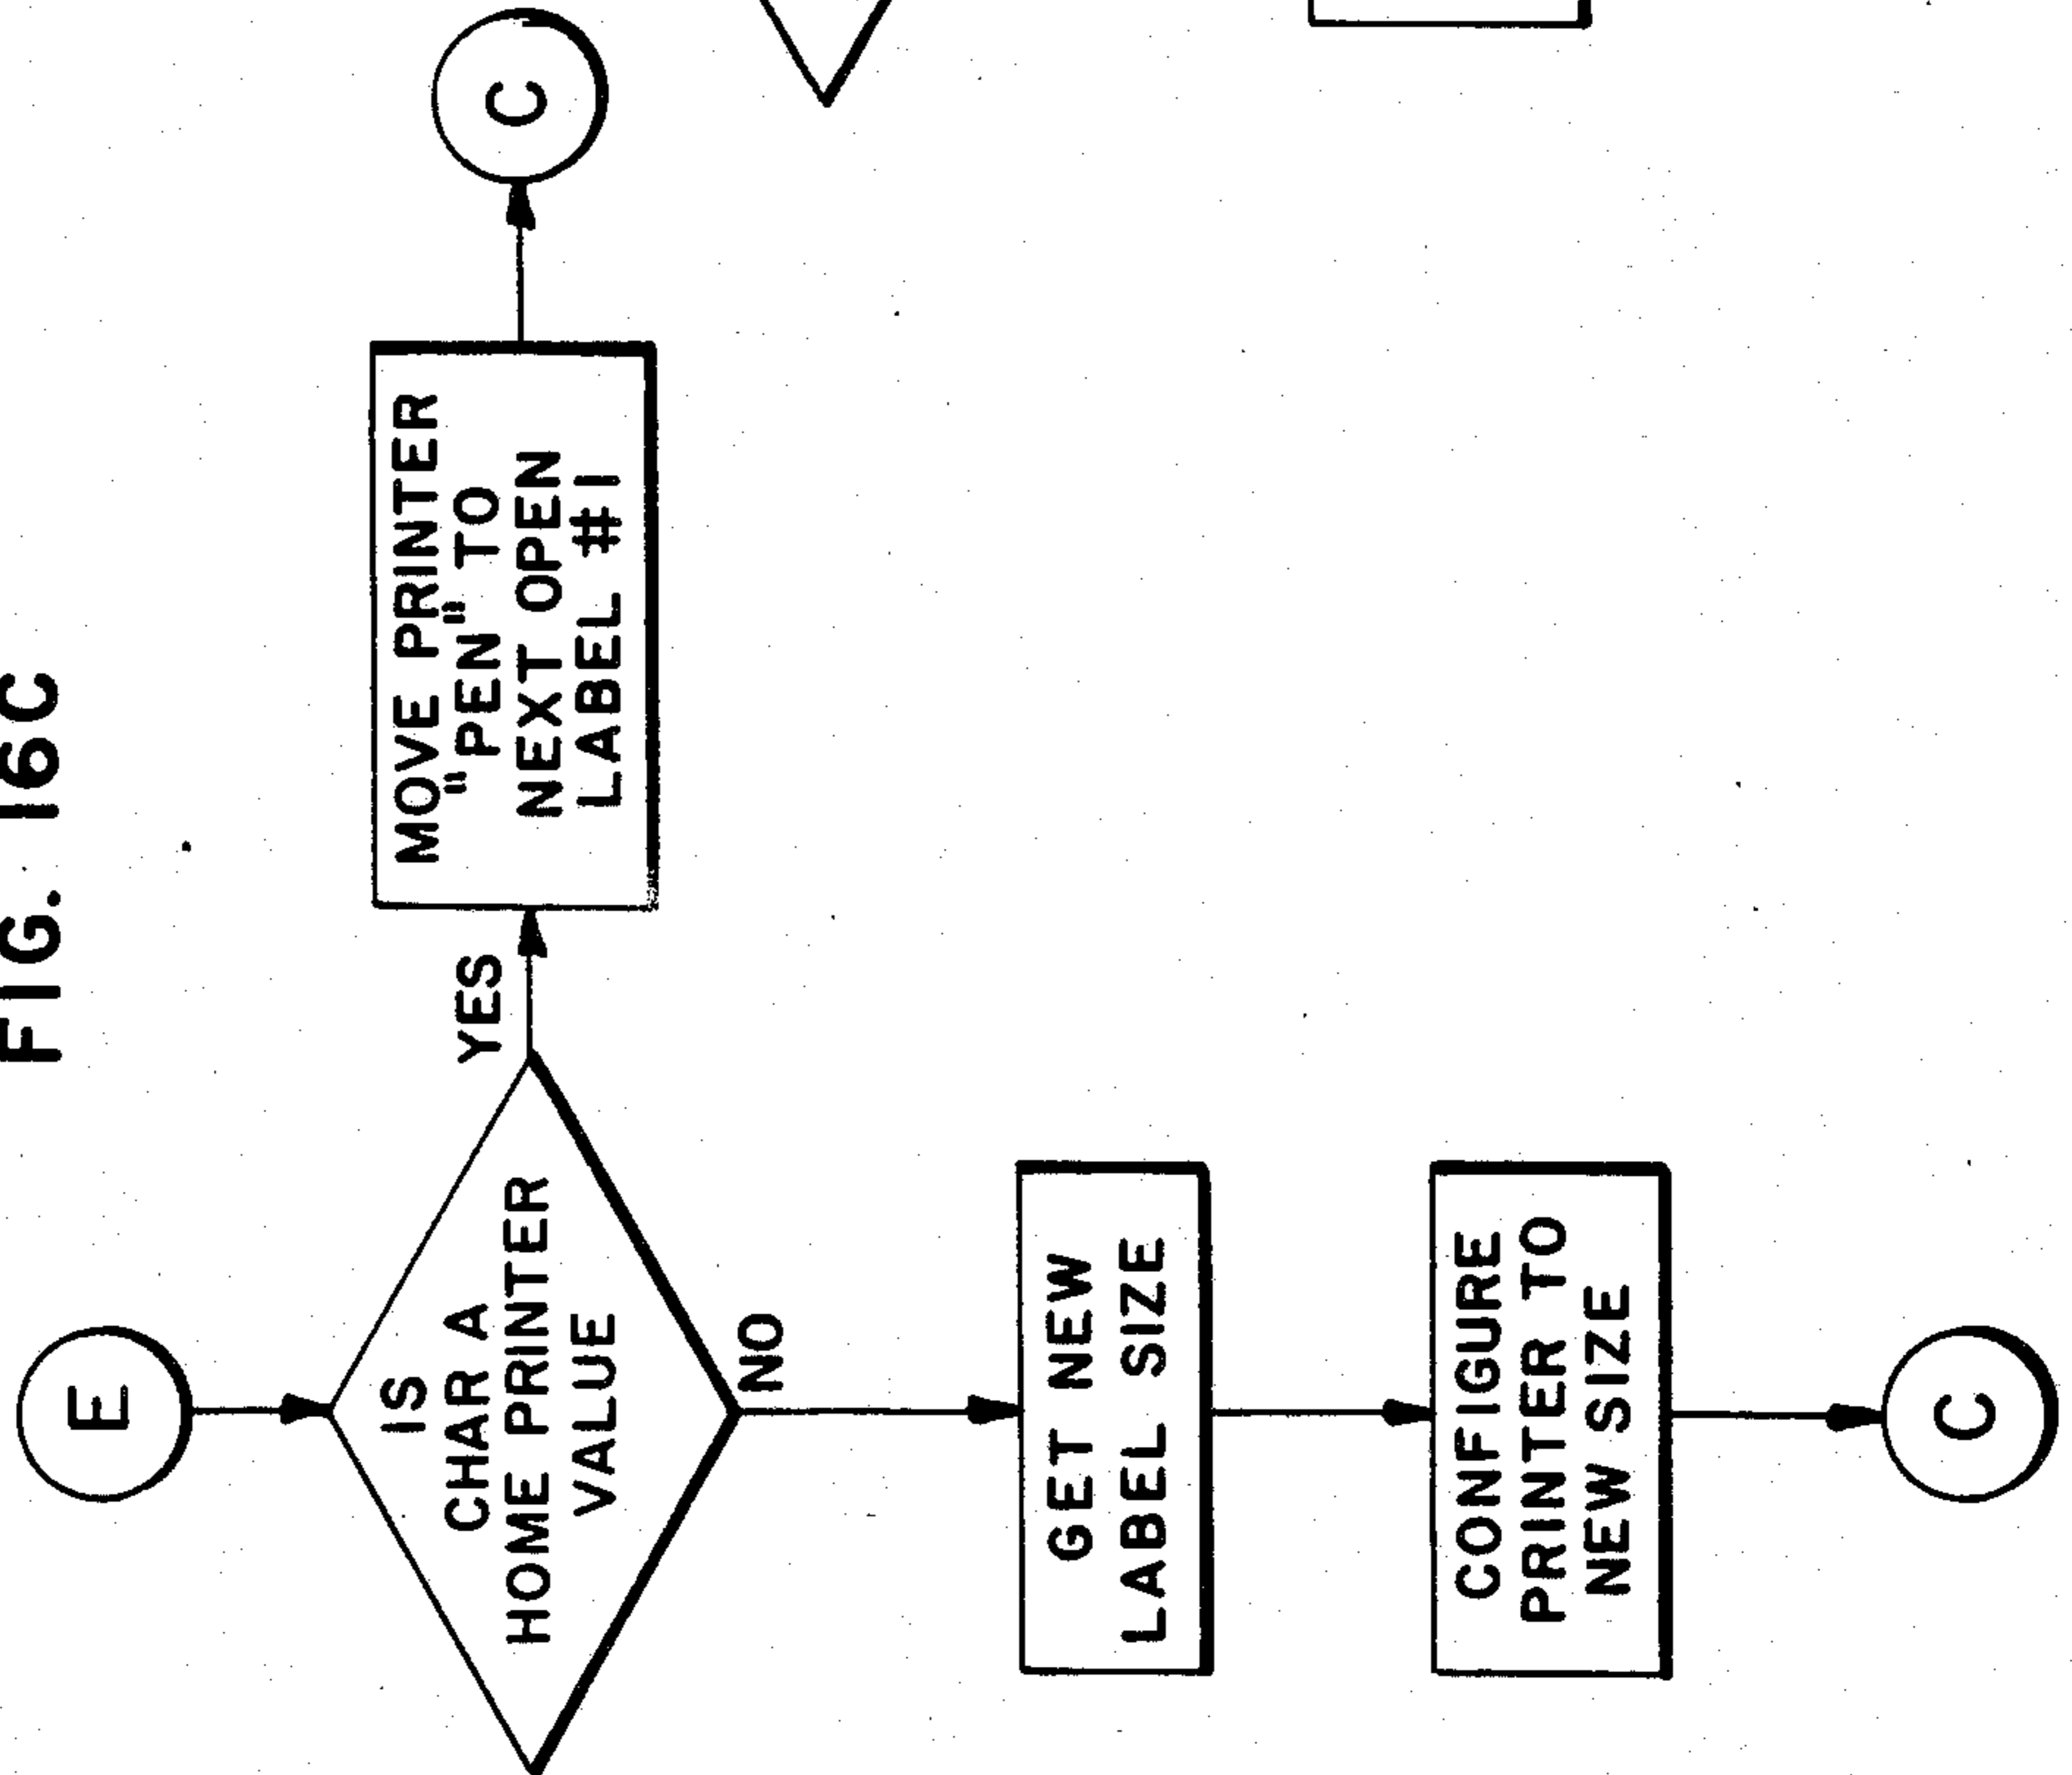 FIG. 16C
E
IS
CHAR A
HOME PRINTER
VALUE
YES
MOVE PRINTER
"PEN" TO
NEXT OPEN
LABEL #1
C
NO
GET NEW
LABEL SIZE
CONFIGURE
PRINTER TO
NEW SIZE
C